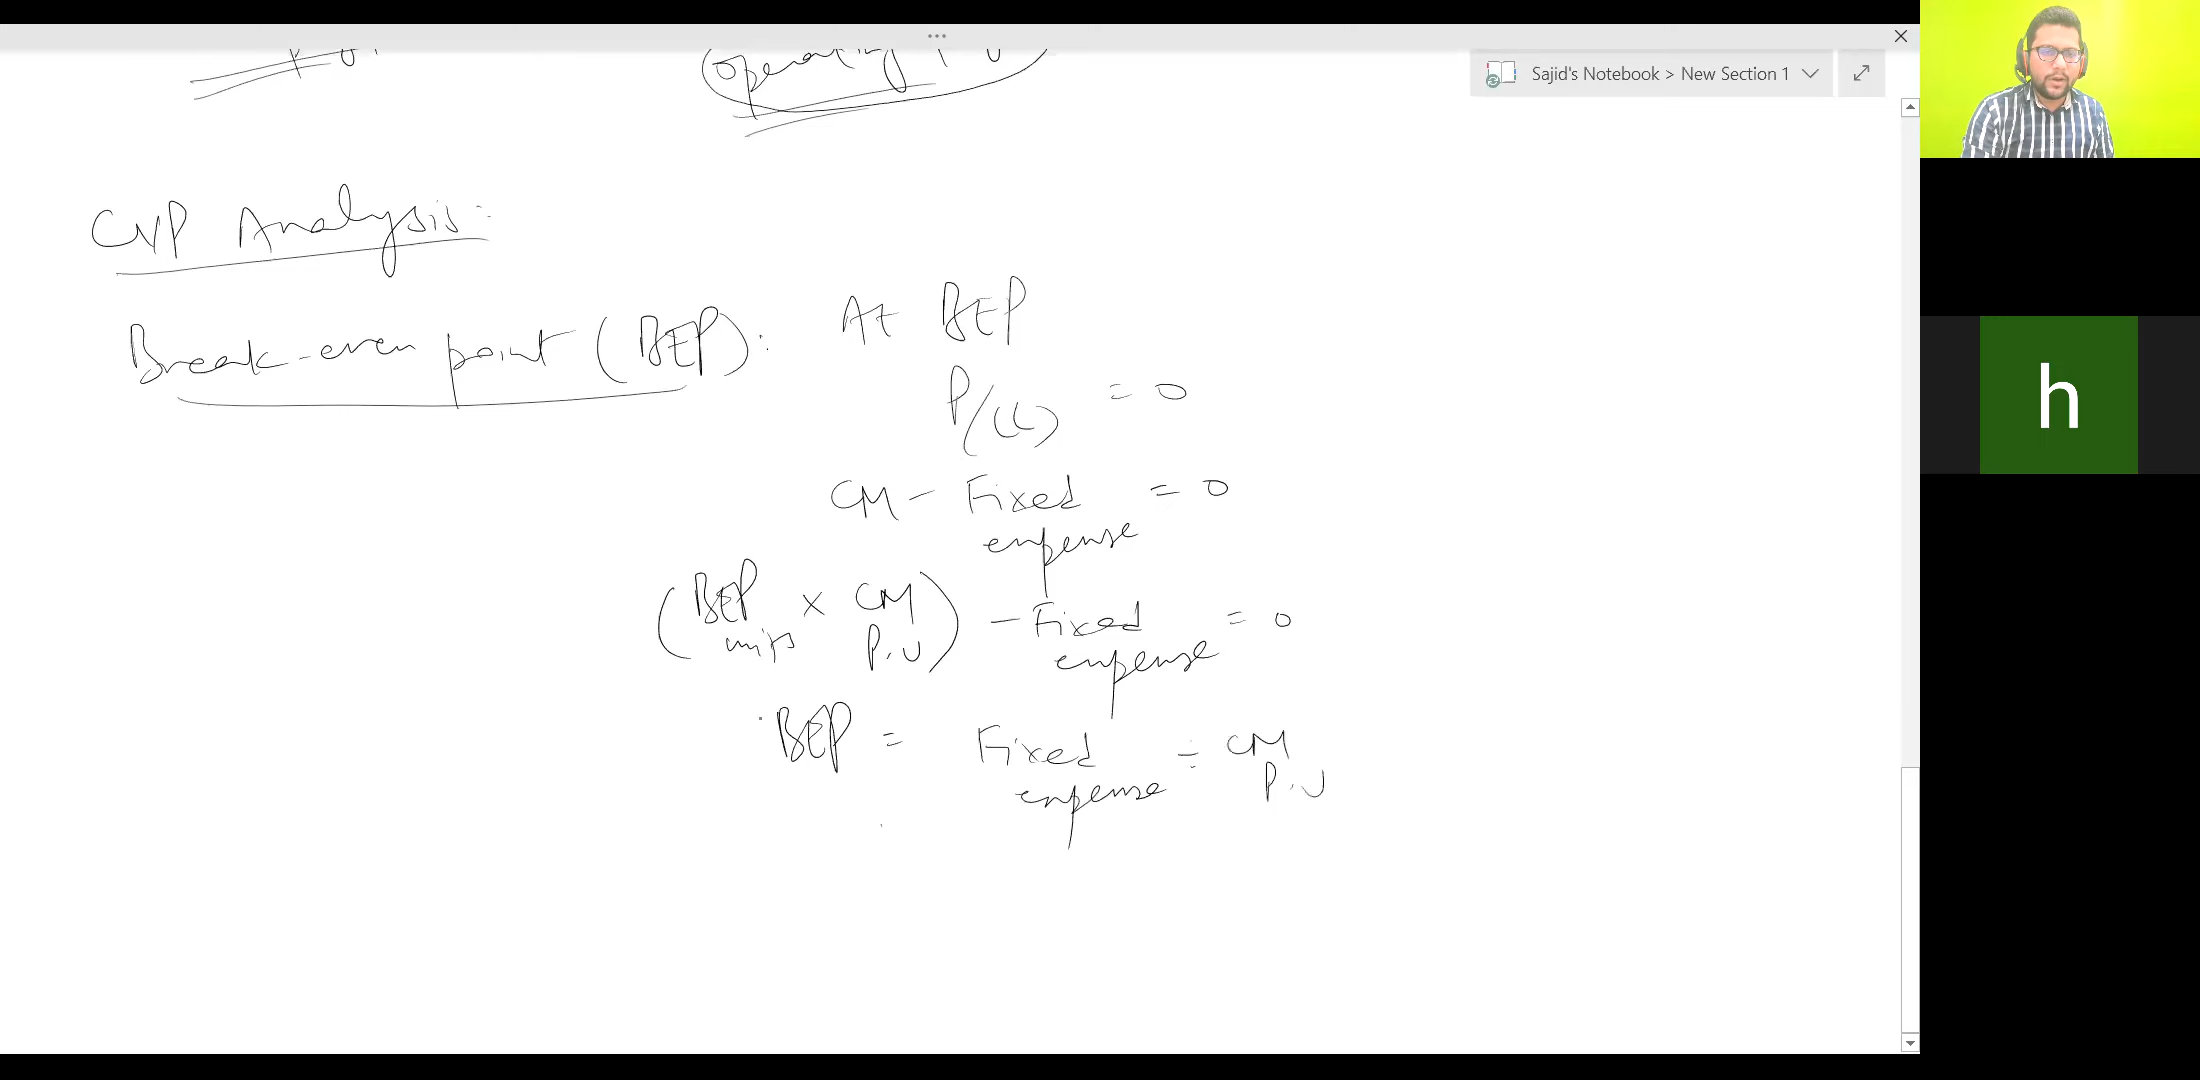 operating
Sajid's Notebook > New Section 1
CVP Analysis:
Break-even point (BEP): At BEP
P/(L) = 0
CM - Fixed expense = 0
(BEP units × CM P.U) - Fixed expense = 0
BEP = Fixed expense ÷ CM P.U
h